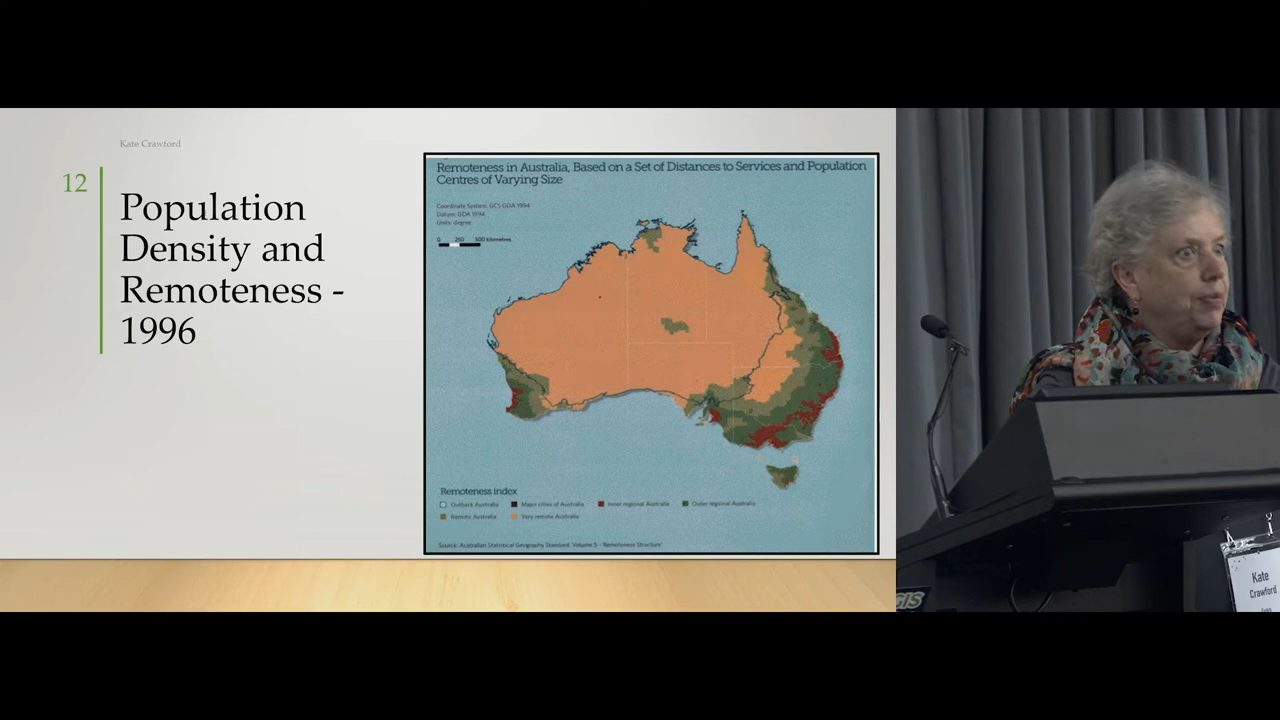 Kate Crawford
12
Population
Density and
Remoteness -
1996
Remoteness in Australia, Based on a Set of Distances to Services and Population
Centres of Varying Size
Coordinate System: GCS GDA 1994
Datum: GDA 1994
Units: degree
0 250 500 kilometres
Remoteness index
Outback Australia Major cities of Australia Inner regional Australia Outer regional Australia
Remote Australia Very remote Australia
Source: Australian Statistical Geography Standard: Volume 5 - 'Remoteness Structure'
GIS
Kate
Crawford